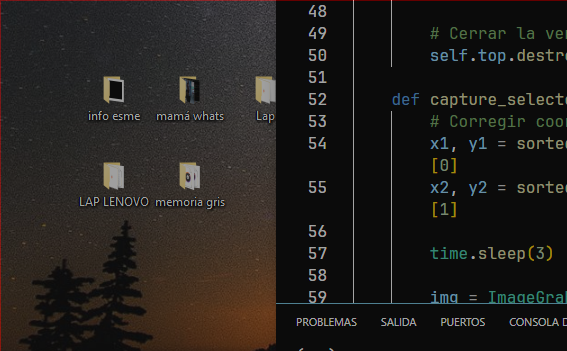 info esme
mamá whats
Lap
LAP LENOVO
memoria gris
48
49 # Cerrar la ve
50 self.top.destr
51
52 def capture_select
53 # Corregir coo
54 x1, y1 = sorte
[0]
55 x2, y2 = sorte
[1]
56
57 time.sleep(3)
58
59 img = ImageGra
PROBLEMAS SALIDA PUERTOS CONSOLA D